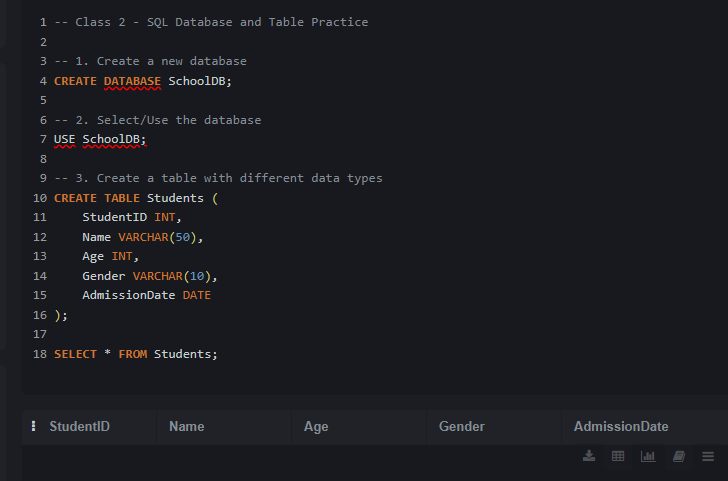 1 -- Class 2 - SQL Database and Table Practice
2
3 -- 1. Create a new database
4 CREATE DATABASE SchoolDB;
5
6 -- 2. Select/Use the database
7 USE SchoolDB;
8
9 -- 3. Create a table with different data types
10 CREATE TABLE Students (
11     StudentID INT,
12     Name VARCHAR(50),
13     Age INT,
14     Gender VARCHAR(10),
15     AdmissionDate DATE
16 );
17
18 SELECT * FROM Students;
StudentID Name Age Gender AdmissionDate